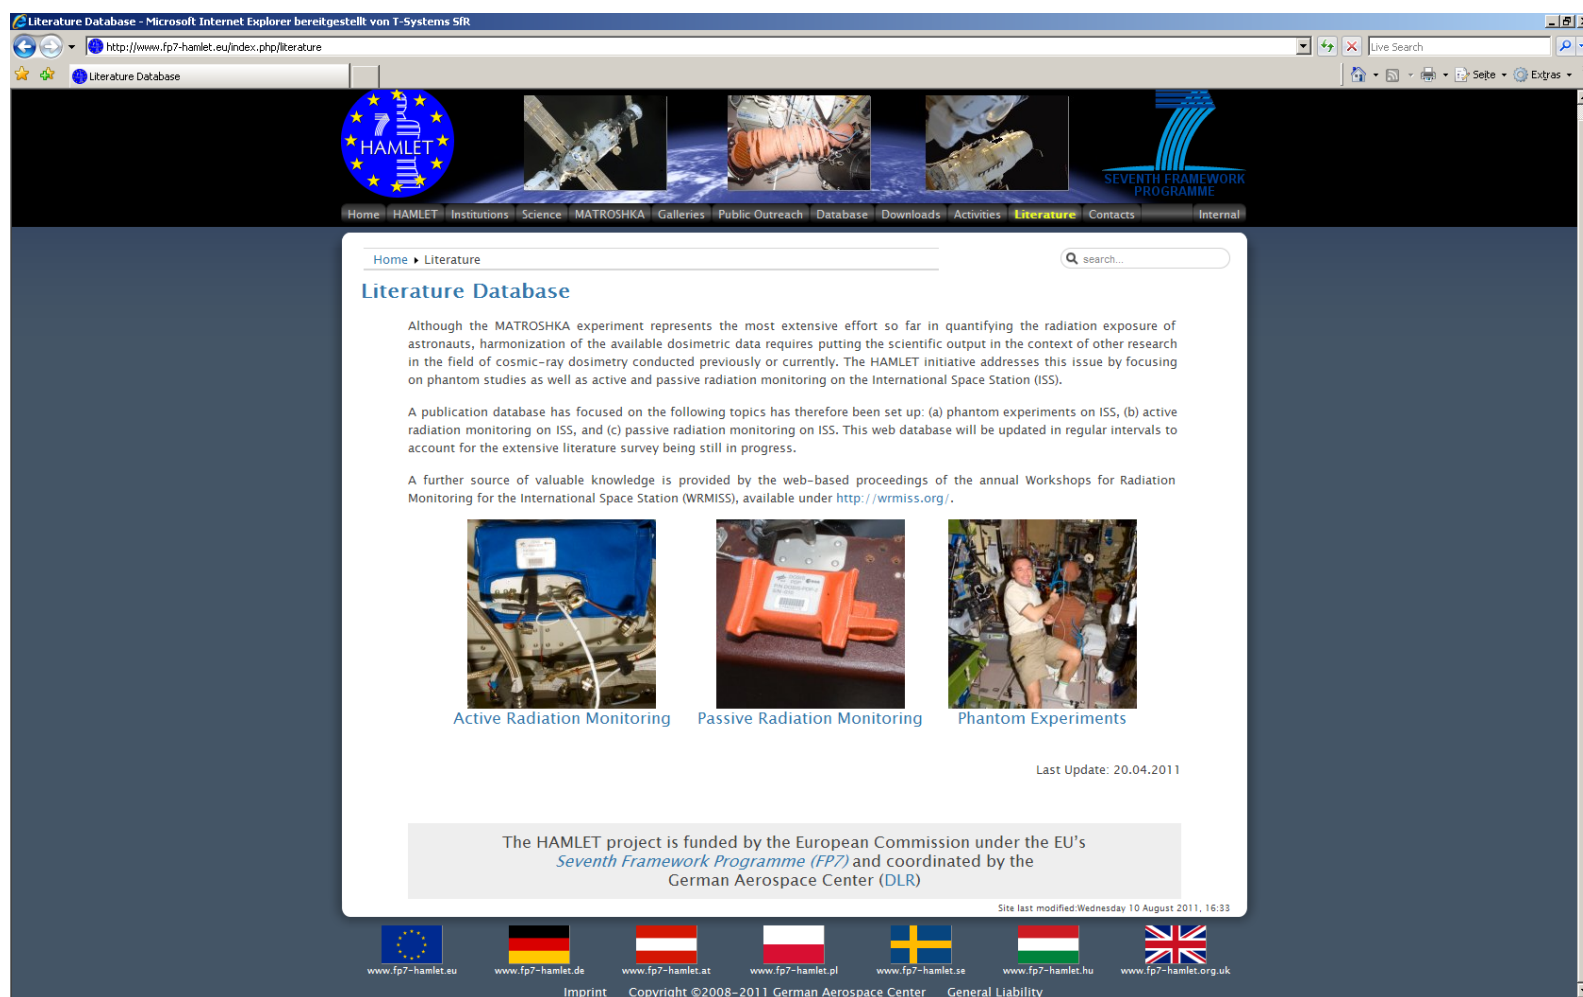 Literature Database - Microsoft Internet Explorer bereitgestellt von T-Systems SfR
http://www.fp7-hamlet.eu/index.php/literature
Live Search
Literature Database
Seite
Extras
7
HAMLET
SEVENTH FRAMEWORK
PROGRAMME
Home HAMLET Institutions Science MATROSHKA Galleries Public Outreach Database Downloads Activities Literature Contacts Internal
Home Literature
search...
Literature Database
Although the MATROSHKA experiment represents the most extensive effort so far in quantifying the radiation exposure of
astronauts, harmonization of the available dosimetric data requires putting the scientific output in the context of other research
in the field of cosmic-ray dosimetry conducted previously or currently. The HAMLET initiative addresses this issue by focusing
on phantom studies as well as active and passive radiation monitoring on the International Space Station (ISS).
A publication database has focused on the following topics has therefore been set up: (a) phantom experiments on ISS, (b) active
radiation monitoring on ISS, and (c) passive radiation monitoring on ISS. This web database will be updated in regular intervals to
account for the extensive literature survey being still in progress.
A further source of valuable knowledge is provided by the web-based proceedings of the annual Workshops for Radiation
Monitoring for the International Space Station (WRMISS), available under http://wrmiss.org/.
Active Radiation Monitoring Passive Radiation Monitoring Phantom Experiments
Last Update: 20.04.2011
The HAMLET project is funded by the European Commission under the EU's
Seventh Framework Programme (FP7) and coordinated by the
German Aerospace Center (DLR)
Site last modified:Wednesday 10 August 2011, 16:33
www.fp7-hamlet.eu www.fp7-hamlet.de www.fp7-hamlet.at www.fp7-hamlet.pl www.fp7-hamlet.se www.fp7-hamlet.hu www.fp7-hamlet.org.uk
Imprint Copyright ©2008-2011 German Aerospace Center General Liability